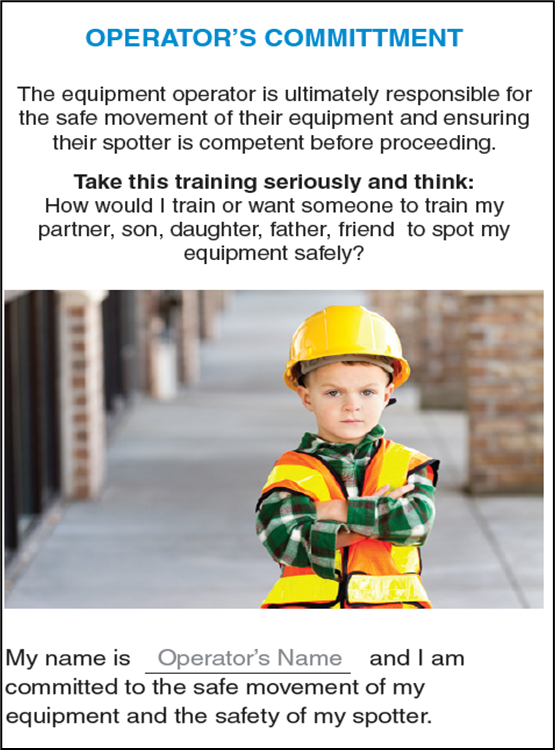 OPERATOR'S COMMITTMENT
The equipment operator is ultimately responsible for
the safe movement of their equipment and ensuring
their spotter is competent before proceeding.
Take this training seriously and think:
How would I train or want someone to train my
partner, son, daughter, father, friend  to spot my
equipment safely?
My name is Operator's Name and I am
committed to the safe movement of my
equipment and the safety of my spotter.